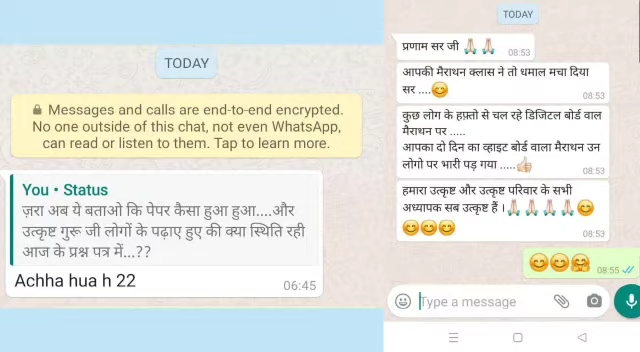 TODAY
Messages and calls are end-to-end encrypted.
No one outside of this chat, not even WhatsApp,
can read or listen to them. Tap to learn more.
You • Status
ज़रा अब ये बताओ कि पेपर कैसा हुआ हुआ....और
उत्कृष्ट गुरू जी लोगों के पढ़ाए हुए की क्या स्थिति रही
आज के प्रश्न पत्र में...??
Achha hua h 22
06:45
TODAY
प्रणाम सर जी 🙏🙏
08:53
आपकी मैराथन क्लास ने तो धमाल मचा दिया
सर ....😊
08:53
कुछ लोग के हफ़्तो से चल रहे डिजिटल बोर्ड वाल
मैराथन पर .....
आपका दो दिन का व्हाइट बोर्ड वाला मैराथन उन
लोगो पर भारी पड़ गया .....👍🏻
08:53
हमारा उत्कृष्ट और उत्कृष्ट परिवार के सभी
अध्यापक सब उत्कृष्ट हैं ।🙏🙏🙏🙏😊
😊😊😊
08:53
😊😊🤗
08:55
Type a message